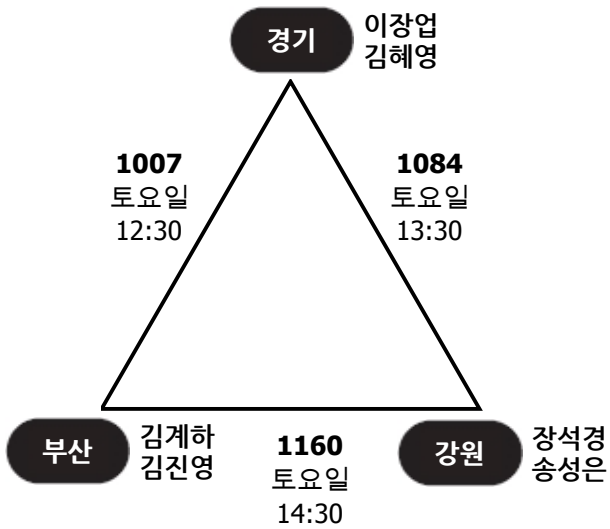 경기
이장업
김혜영
1007
토요일
12:30
1084
토요일
13:30
부산
김계하
김진영
1160
토요일
14:30
강원
장석경
송성은